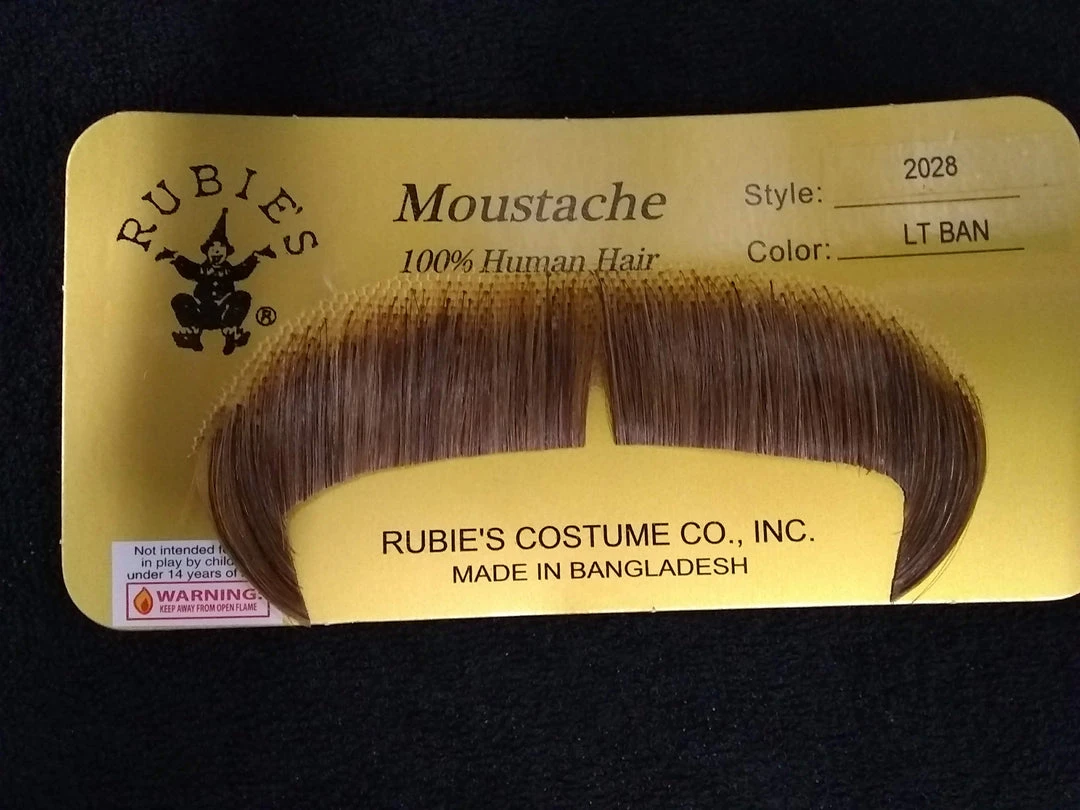 RUBIE'S
®
Moustache
100% Human Hair
Style: 2028
Color: LT BAN
RUBIE'S COSTUME CO., INC.
MADE IN BANGLADESH
Not intended
in play by
under 14 years of
WARNING:
KEEP AWAY FROM OPEN FLAME